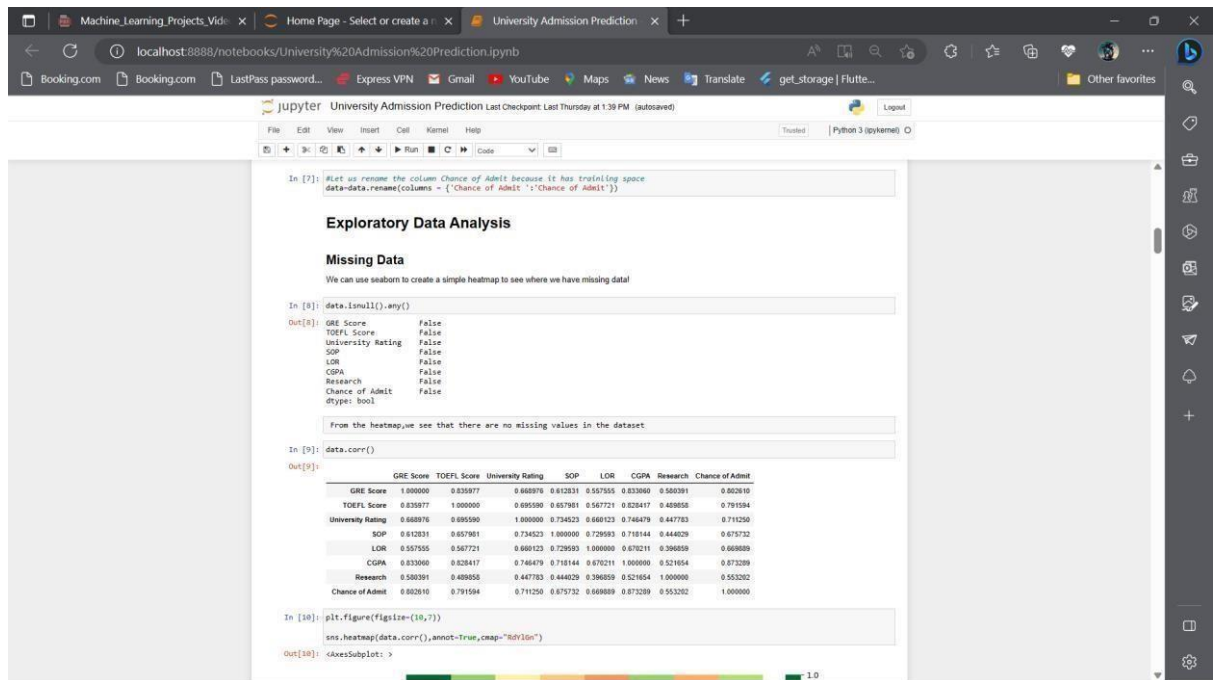 Machine_Learning_Projects_Vide
Home Page - Select or create a n
University Admission Prediction
localhost:8888/notebooks/University%20Admission%20Prediction.ipynb
Booking.com Booking.com LastPass password... Express VPN Gmail YouTube Maps News Translate get_storage | Flutte... Other favorites
jupyter University Admission Prediction Last Checkpoint: Last Thursday at 1:39 PM (autosaved) Logout
File Edit View Insert Cell Kernel Help Trusted Python 3 (ipykernel)
Run Code
In [7]: #Let us rename the column Chance of Admit because it has trainling space
data=data.rename(columns = {'Chance of Admit ':'Chance of Admit'})
Exploratory Data Analysis
Missing Data
We can use seaborn to create a simple heatmap to see where we have missing data!
In [8]: data.isnull().any()
Out[8]: GRE Score False
TOEFL Score False
University Rating False
SOP False
LOR False
CGPA False
Research False
Chance of Admit False
dtype: bool
From the heatmap,we see that there are no missing values in the dataset
In [9]: data.corr()
Out[9]:
GRE Score TOEFL Score University Rating SOP LOR CGPA Research Chance of Admit
GRE Score 1.000000 0.835977 0.668976 0.612831 0.557555 0.833060 0.580391 0.802610
TOEFL Score 0.835977 1.000000 0.695590 0.657981 0.567721 0.828417 0.489858 0.791594
University Rating 0.668976 0.695590 1.000000 0.734523 0.660123 0.746479 0.447783 0.711250
SOP 0.612831 0.657981 0.734523 1.000000 0.729593 0.718144 0.444029 0.675732
LOR 0.557555 0.567721 0.660123 0.729593 1.000000 0.670211 0.396859 0.669889
CGPA 0.833060 0.828417 0.746479 0.718144 0.670211 1.000000 0.521654 0.873289
Research 0.580391 0.489858 0.447783 0.444029 0.396859 0.521654 1.000000 0.553202
Chance of Admit 0.802610 0.791594 0.711250 0.675732 0.669889 0.873289 0.553202 1.000000
In [10]: plt.figure(figsize=(10,7))
sns.heatmap(data.corr(),annot=True,cmap="RdYlGn")
Out[10]: <AxesSubplot: >
1.0